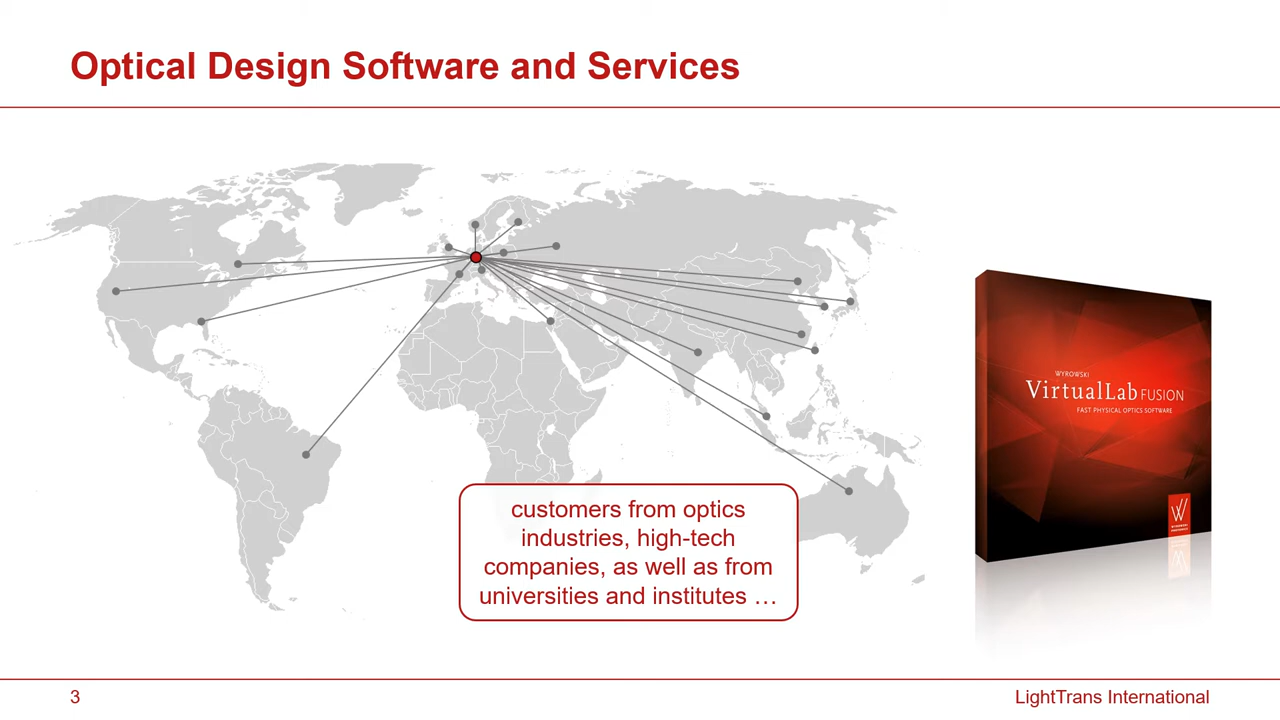 Optical Design Software and Services
WYROWSKI
VirtualLab FUSION
FAST PHYSICAL OPTICS SOFTWARE
W
customers from optics
industries, high-tech
companies, as well as from
universities and institutes …
3
LightTrans International